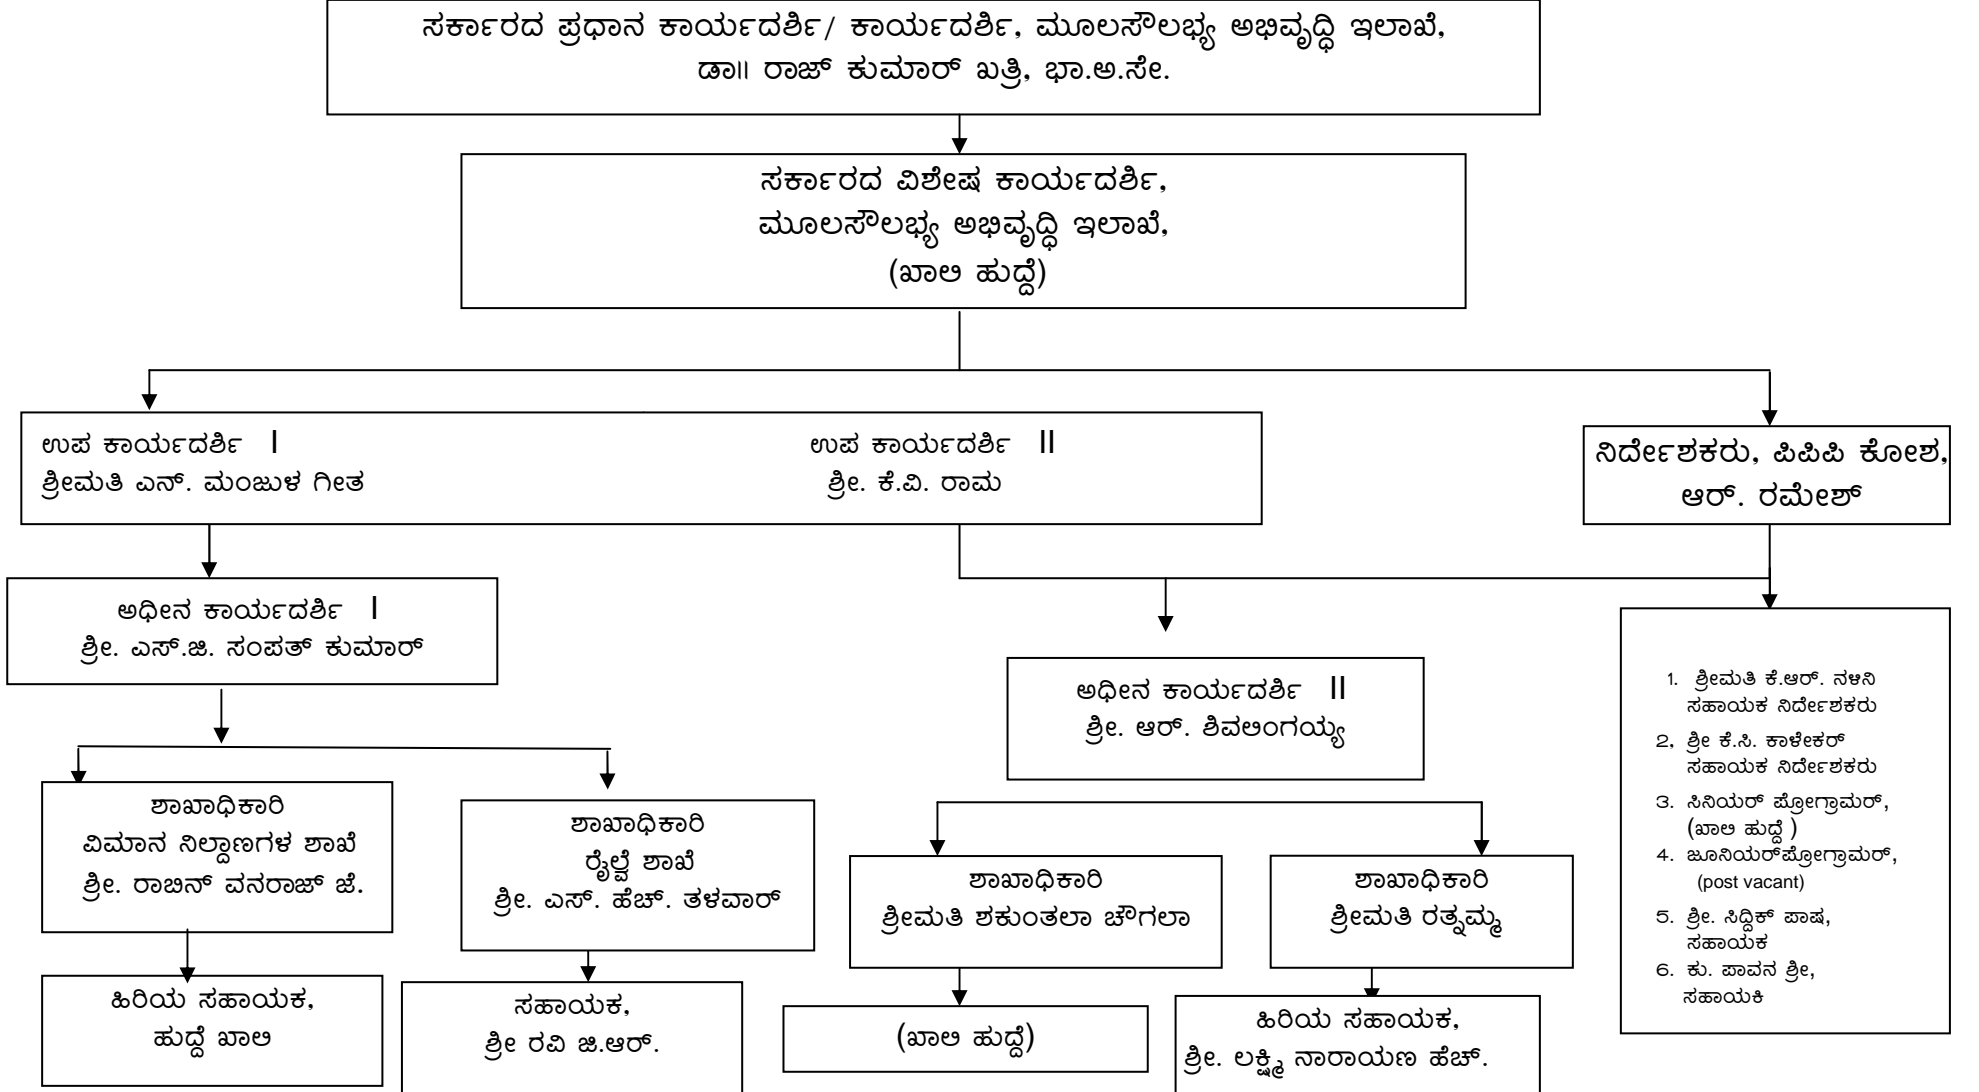 ಸರ್ಕಾರದ ಪ್ರಧಾನ ಕಾರ್ಯದರ್ಶಿ/ ಕಾರ್ಯದರ್ಶಿ, ಮೂಲಸೌಲಭ್ಯ ಅಭಿವೃದ್ಧಿ ಇಲಾಖೆ,
ಡಾ॥ ರಾಜ್ ಕುಮಾರ್ ಖತ್ರಿ, ಭಾ.ಅ.ಸೇ.
ಸರ್ಕಾರದ ವಿಶೇಷ ಕಾರ್ಯದರ್ಶಿ,
ಮೂಲಸೌಲಭ್ಯ ಅಭಿವೃದ್ಧಿ ಇಲಾಖೆ,
(ಖಾಲಿ ಹುದ್ದೆ)
ಉಪ ಕಾರ್ಯದರ್ಶಿ I
ಶ್ರೀಮತಿ ಎನ್. ಮಂಜುಳ ಗೀತ
ಉಪ ಕಾರ್ಯದರ್ಶಿ II
ಶ್ರೀ. ಕೆ.ವಿ. ರಾಮ
ನಿರ್ದೇಶಕರು, ಪಿಪಿಪಿ ಕೋಶ,
ಆರ್. ರಮೇಶ್
ಅಧೀನ ಕಾರ್ಯದರ್ಶಿ I
ಶ್ರೀ. ಎಸ್.ಜಿ. ಸಂಪತ್ ಕುಮಾರ್
ಅಧೀನ ಕಾರ್ಯದರ್ಶಿ II
ಶ್ರೀ. ಆರ್. ಶಿವಲಿಂಗಯ್ಯ
1. ಶ್ರೀಮತಿ ಕೆ.ಆರ್. ನಳಿನಿ
ಸಹಾಯಕ ನಿರ್ದೇಶಕರು
2, ಶ್ರೀ ಕೆ.ಸಿ. ಕಾಳೇಕರ್
ಸಹಾಯಕ ನಿರ್ದೇಶಕರು
3. ಸಿನಿಯರ್ ಪ್ರೋಗ್ರಾಮರ್,
(ಖಾಲಿ ಹುದ್ದೆ )
4. ಜೂನಿಯರ್‌ಪ್ರೋಗ್ರಾಮರ್,
(post vacant)
5. ಶ್ರೀ. ಸಿದ್ದಿಕ್ ಪಾಷ,
ಸಹಾಯಕ
6. ಕು. ಪಾವನ ಶ್ರೀ,
ಸಹಾಯಕಿ
ಶಾಖಾಧಿಕಾರಿ
ವಿಮಾನ ನಿಲ್ದಾಣಗಳ ಶಾಖೆ
ಶ್ರೀ. ರಾಬಿನ್ ವನರಾಜ್ ಜೆ.
ಶಾಖಾಧಿಕಾರಿ
ರೈಲ್ವೆ ಶಾಖೆ
ಶ್ರೀ. ಎಸ್. ಹೆಚ್. ತಳವಾರ್
ಶಾಖಾಧಿಕಾರಿ
ಶ್ರೀಮತಿ ಶಕುಂತಲಾ ಚೌಗಲಾ
ಶಾಖಾಧಿಕಾರಿ
ಶ್ರೀಮತಿ ರತ್ನಮ್ಮ
ಹಿರಿಯ ಸಹಾಯಕ,
ಹುದ್ದೆ ಖಾಲಿ
ಸಹಾಯಕ,
ಶ್ರೀ ರವಿ ಜಿ.ಆರ್.
(ಖಾಲಿ ಹುದ್ದೆ)
ಹಿರಿಯ ಸಹಾಯಕ,
ಶ್ರೀ. ಲಕ್ಷ್ಮಿ ನಾರಾಯಣ ಹೆಚ್.